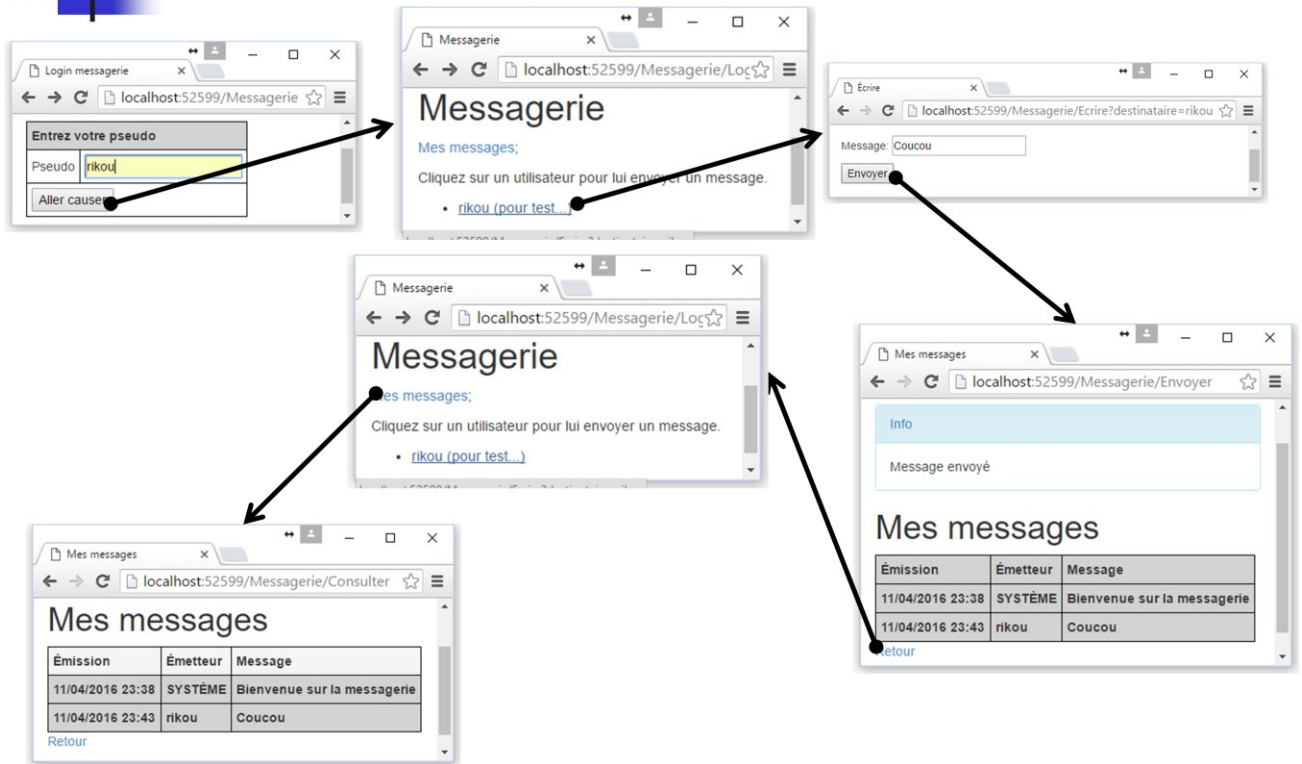 Login messagerie
localhost:52599/Messagerie
Entrez votre pseudo
Pseudo rikou
Aller causer
Messagerie
localhost:52599/Messagerie/Log
Messagerie
Mes messages;
Cliquez sur un utilisateur pour lui envoyer un message.
• rikou (pour test...)
Écrire
localhost:52599/Messagerie/Ecrire?destinataire=rikou
Message: Coucou
Envoyer
Messagerie
localhost:52599/Messagerie/Log
Messagerie
Mes messages;
Cliquez sur un utilisateur pour lui envoyer un message.
• rikou (pour test...)
Mes messages
localhost:52599/Messagerie/Envoyer
Info
Message envoyé
Mes messages
Émission Émetteur Message
11/04/2016 23:38 SYSTÈME Bienvenue sur la messagerie
11/04/2016 23:43 rikou Coucou
Retour
Mes messages
localhost:52599/Messagerie/Consulter
Mes messages
Émission Émetteur Message
11/04/2016 23:38 SYSTÈME Bienvenue sur la messagerie
11/04/2016 23:43 rikou Coucou
Retour